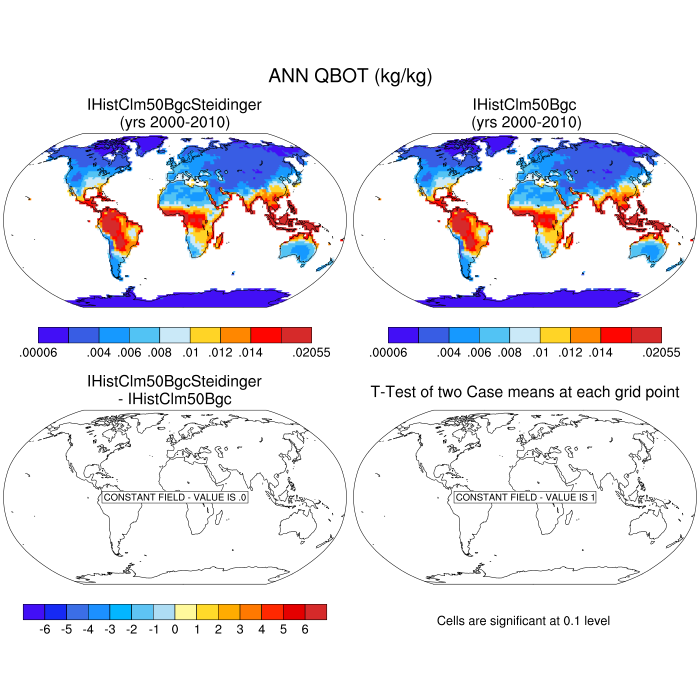 ANN QBOT (kg/kg)
IHistClm50BgcSteidinger
(yrs 2000-2010)
IHistClm50Bgc
(yrs 2000-2010)
.00006 .004 .006 .008 .01 .012 .014 .02055
.00006 .004 .006 .008 .01 .012 .014 .02055
IHistClm50BgcSteidinger
- IHistClm50Bgc
T-Test of two Case means at each grid point
CONSTANT FIELD - VALUE IS .0
CONSTANT FIELD - VALUE IS 1
-6 -5 -4 -3 -2 -1 0 1 2 3 4 5 6
Cells are significant at 0.1 level